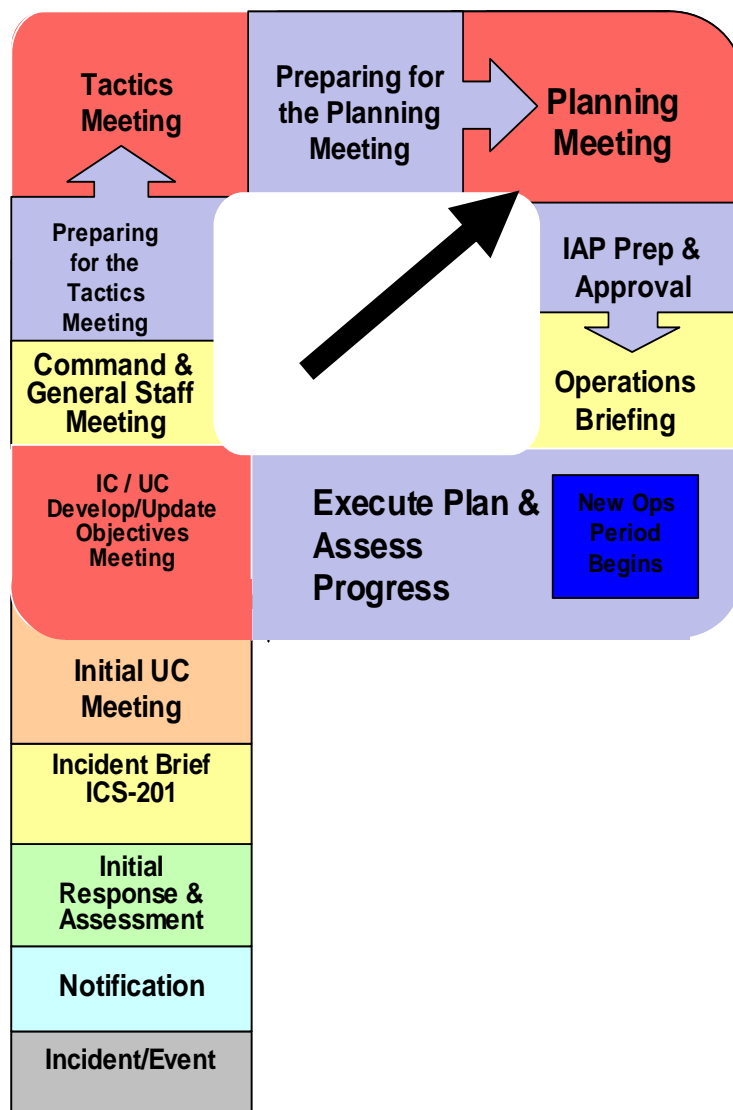 Tactics
Meeting
Preparing for
the Planning
Meeting
Planning
Meeting
Preparing
for the
Tactics
Meeting
IAP Prep &
Approval
Command &
General Staff
Meeting
Operations
Briefing
IC / UC
Develop/Update
Objectives
Meeting
Execute Plan &
Assess
Progress
New Ops
Period
Begins
Initial UC
Meeting
Incident Brief
ICS-201
Initial
Response &
Assessment
Notification
Incident/Event